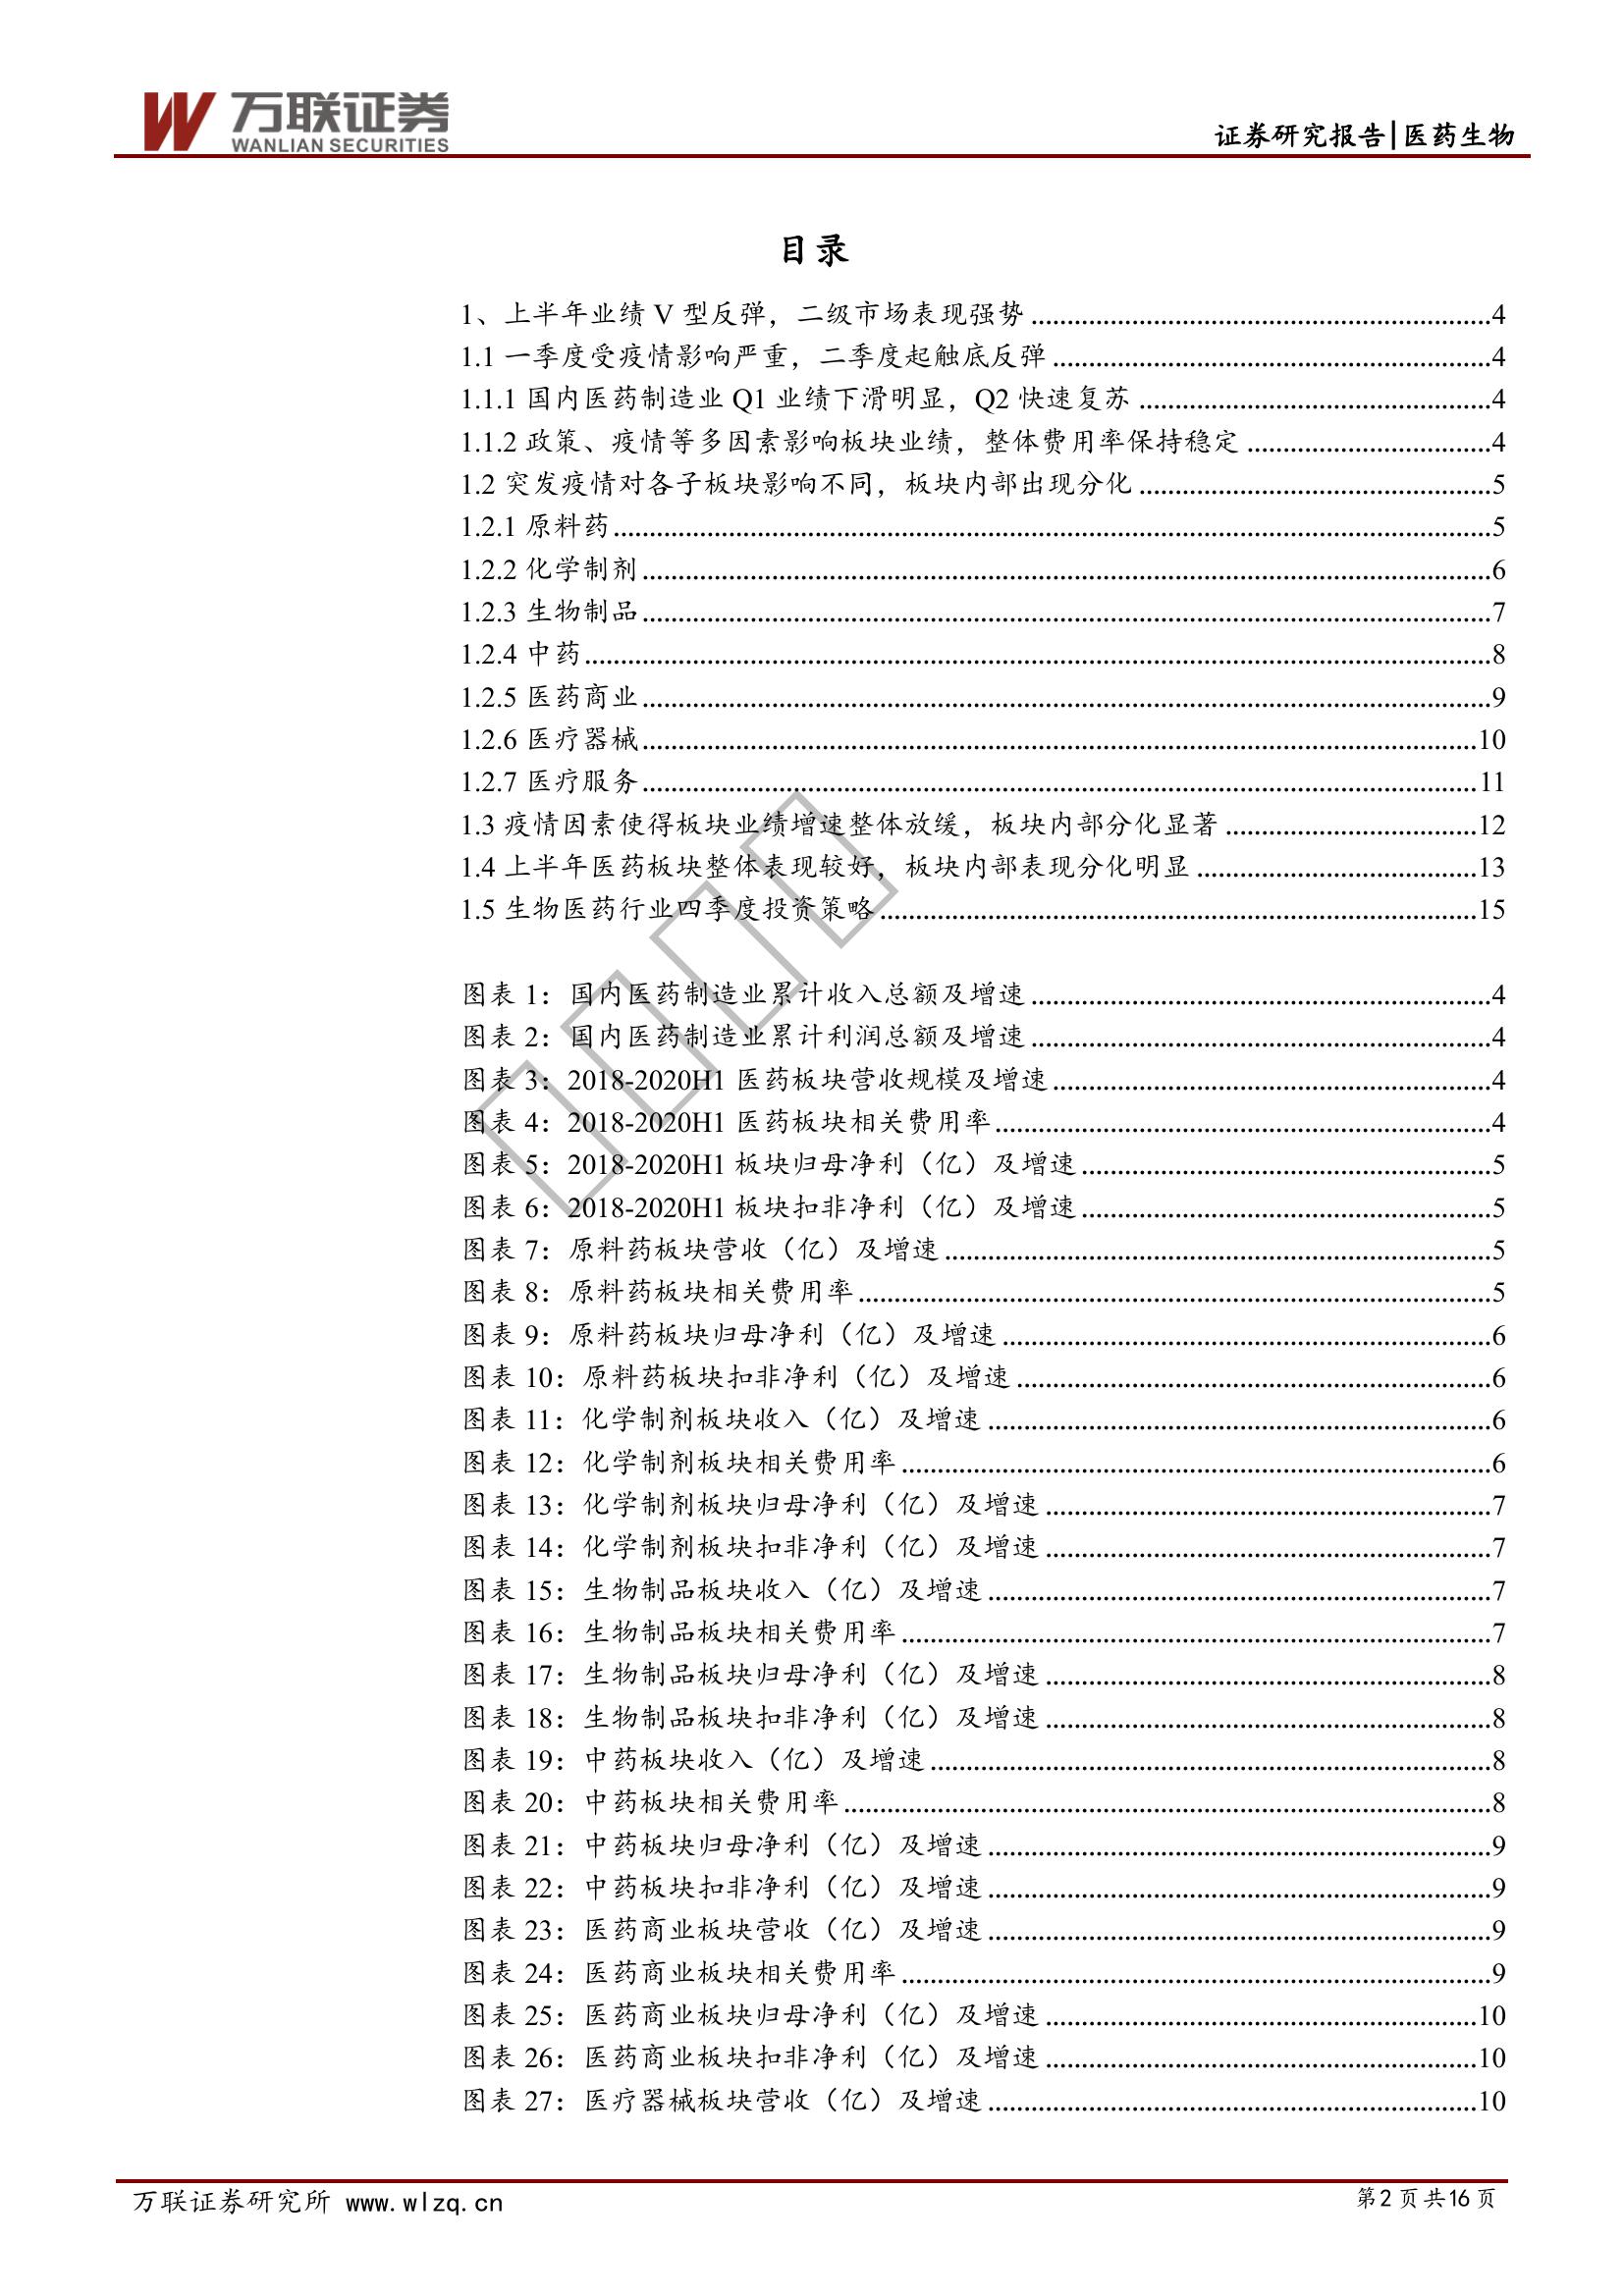 万联证券
WANLIAN SECURITIES
证券研究报告|医药生物
目录
1、上半年业绩 V 型反弹，二级市场表现强势 ........ 4
1.1 一季度受疫情影响严重，二季度起触底反弹 ........ 4
1.1.1 国内医药制造业 Q1 业绩下滑明显，Q2 快速复苏 ........ 4
1.1.2 政策、疫情等多因素影响板块业绩，整体费用率保持稳定 ........ 4
1.2 突发疫情对各子板块影响不同，板块内部出现分化 ........ 5
1.2.1 原料药 ........ 5
1.2.2 化学制剂 ........ 6
1.2.3 生物制品 ........ 7
1.2.4 中药 ........ 8
1.2.5 医药商业 ........ 9
1.2.6 医疗器械 ........ 10
1.2.7 医疗服务 ........ 11
1.3 疫情因素使得板块业绩增速整体放缓，板块内部分化显著 ........ 12
1.4 上半年医药板块整体表现较好，板块内部表现分化明显 ........ 13
1.5 生物医药行业四季度投资策略 ........ 15
图表 1：国内医药制造业累计收入总额及增速 ........ 4
图表 2：国内医药制造业累计利润总额及增速 ........ 4
图表 3：2018-2020H1 医药板块营收规模及增速 ........ 4
图表 4：2018-2020H1 医药板块相关费用率 ........ 4
图表 5：2018-2020H1 板块归母净利（亿）及增速 ........ 5
图表 6：2018-2020H1 板块扣非净利（亿）及增速 ........ 5
图表 7：原料药板块营收（亿）及增速 ........ 5
图表 8：原料药板块相关费用率 ........ 5
图表 9：原料药板块归母净利（亿）及增速 ........ 6
图表 10：原料药板块扣非净利（亿）及增速 ........ 6
图表 11：化学制剂板块收入（亿）及增速 ........ 6
图表 12：化学制剂板块相关费用率 ........ 6
图表 13：化学制剂板块归母净利（亿）及增速 ........ 7
图表 14：化学制剂板块扣非净利（亿）及增速 ........ 7
图表 15：生物制品板块收入（亿）及增速 ........ 7
图表 16：生物制品板块相关费用率 ........ 7
图表 17：生物制品板块归母净利（亿）及增速 ........ 8
图表 18：生物制品板块扣非净利（亿）及增速 ........ 8
图表 19：中药板块收入（亿）及增速 ........ 8
图表 20：中药板块相关费用率 ........ 8
图表 21：中药板块归母净利（亿）及增速 ........ 9
图表 22：中药板块扣非净利（亿）及增速 ........ 9
图表 23：医药商业板块营收（亿）及增速 ........ 9
图表 24：医药商业板块相关费用率 ........ 9
图表 25：医药商业板块归母净利（亿）及增速 ........ 10
图表 26：医药商业板块扣非净利（亿）及增速 ........ 10
图表 27：医疗器械板块营收（亿）及增速 ........ 10
万联证券研究所 www.wlzq.cn
第2页共16页